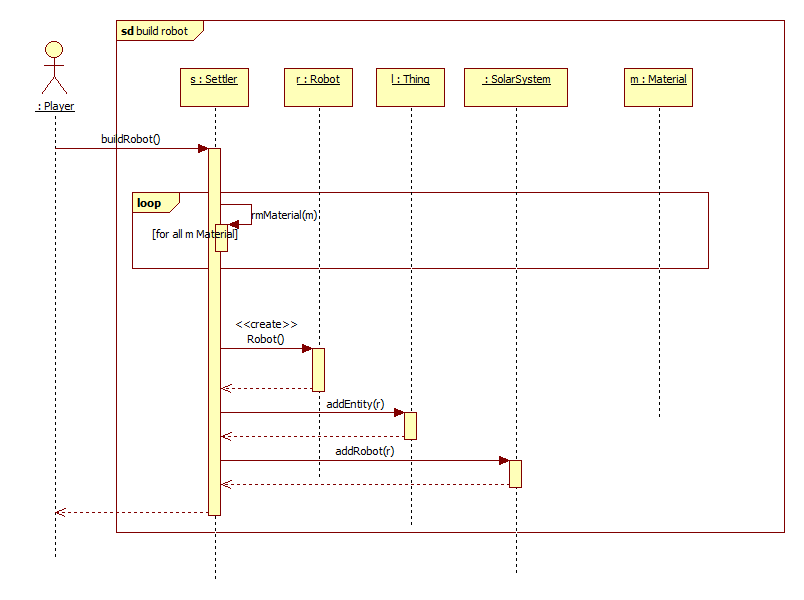 sd build robot
: Player
s : Settler
r : Robot
l : Thing
: SolarSystem
m : Material
buildRobot()
loop
rmMaterial(m)
[for all m Material]
<<create>>
Robot()
addEntity(r)
addRobot(r)